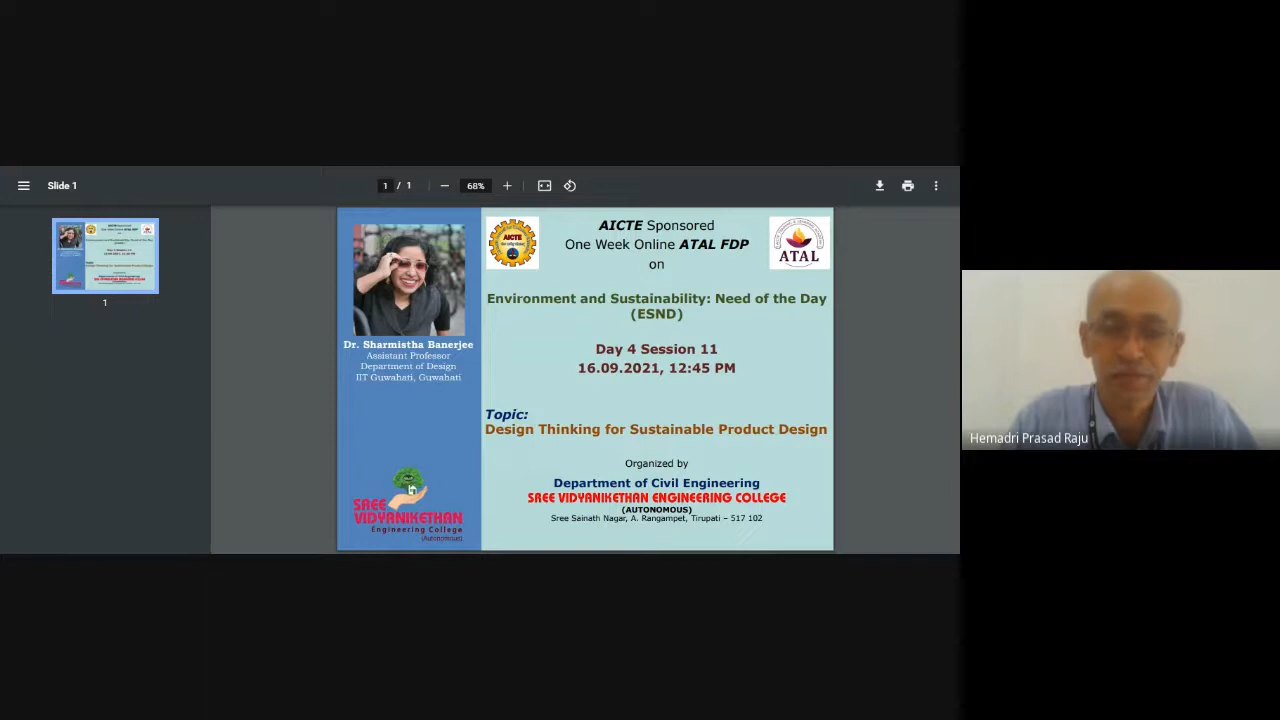 Slide 1
1 / 1
68%
1
AICTE
AICTE Sponsored
One Week Online ATAL FDP
on
ATAL
Environment and Sustainability: Need of the Day
(ESND)
Day 4 Session 11
16.09.2021, 12:45 PM
Dr. Sharmistha Banerjee
Assistant Professor
Department of Design
IIT Guwahati, Guwahati
Topic:
Design Thinking for Sustainable Product Design
Organized by
Department of Civil Engineering
SREE VIDYANIKETHAN ENGINEERING COLLEGE
(AUTONOMOUS)
Sree Sainath Nagar, A. Rangampet, Tirupati – 517 102
SREE
VIDYANIKETHAN
Engineering College
(Autonomous)
Hemadri Prasad Raju